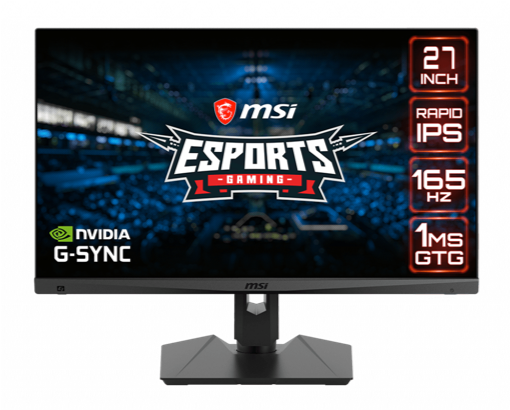 msi
ESPORTS
- GAMING -
NVIDIA
G-SYNC
27
INCH
RAPID
IPS
165
HZ
1MS
GTG
msi